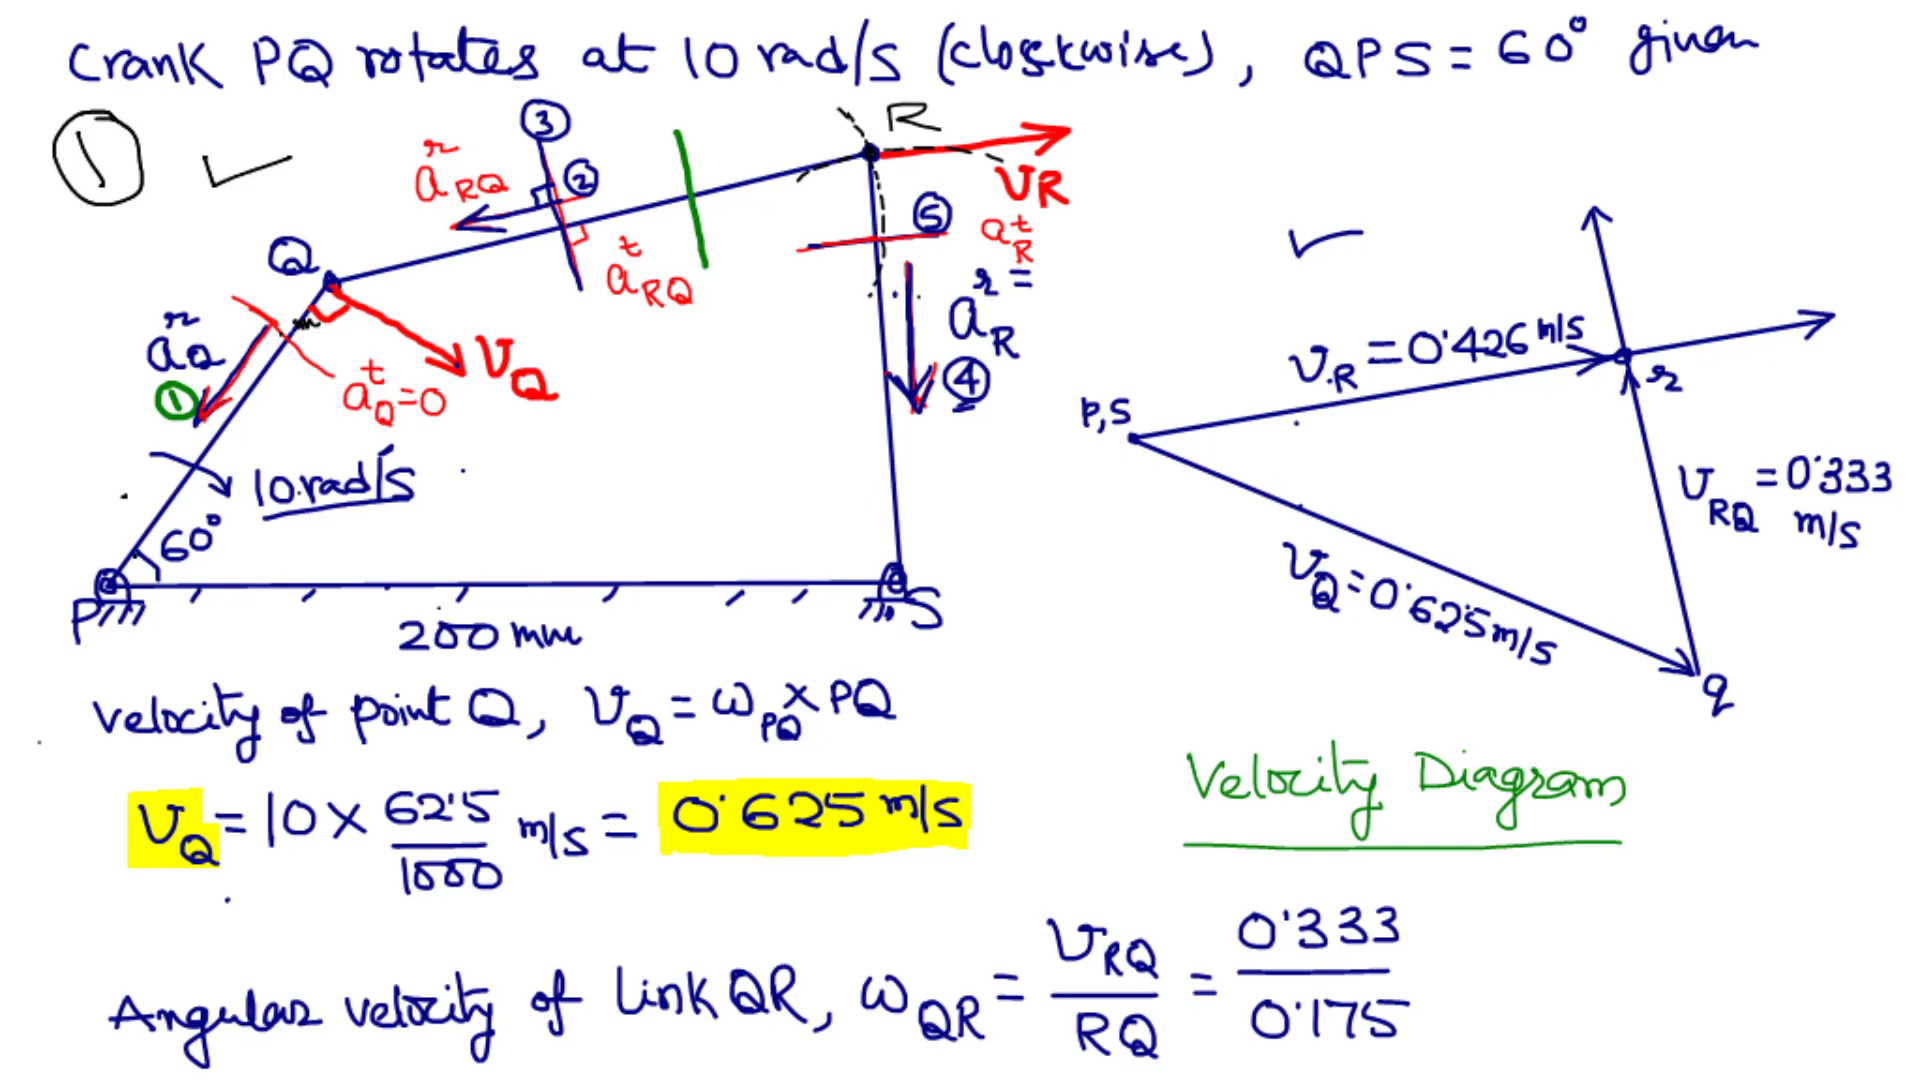 Crank PQ rotates at 10 rad/s (clockwise), QPS = 60° given
①
③
R
a^r_RQ
②
V_R
⑤
Q
a^t_RQ
a^t_R
a^r_R =
④
a^r_Q
①
a^t_Q = 0
V_Q
10 rad/s
60°
P
S
200 mm
V_R = 0.426 m/s
r
P,S
V_RQ = 0.333 m/s
V_Q = 0.625 m/s
q
Velocity of point Q, V_Q = ω_PQ × PQ
V_Q = 10 × 62.5/1000 m/s = 0.625 m/s
Velocity Diagram
Angular velocity of Link QR, ω_QR = V_RQ/RQ = 0.333/0.175